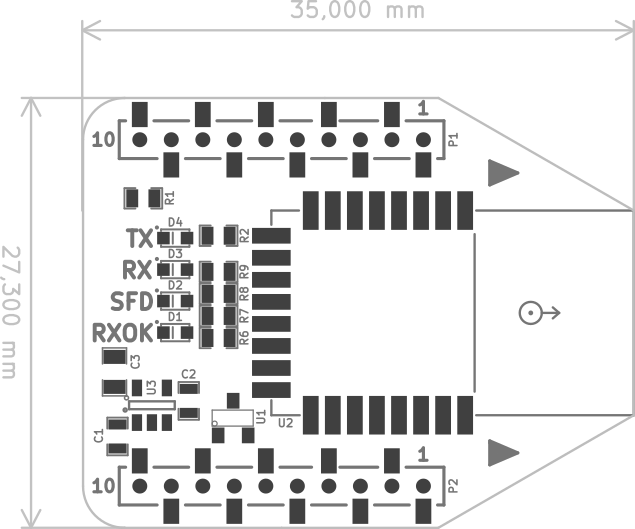 35,000 mm
1
10
P1
R1
D4
TX
R2
D3
RX
R9
27,300 mm
D2
SFD
R8
D1
R7
RXOK
R6
C3
C2
U3
U1
U2
C1
1
10
P2